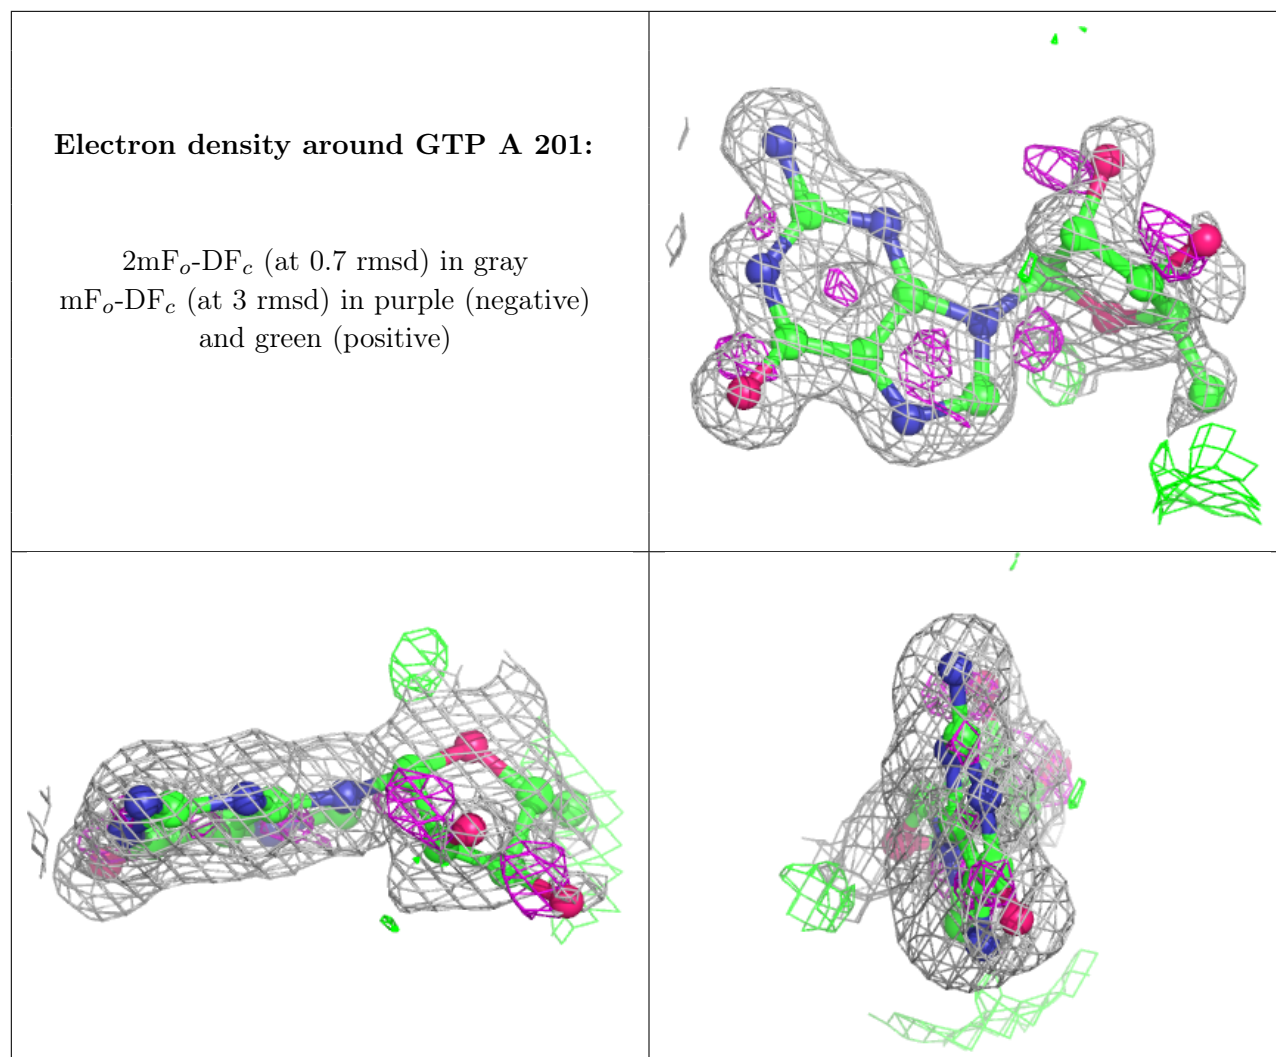 Electron density around GTP A 201:
2mFo-DFc (at 0.7 rmsd) in gray
mFo-DFc (at 3 rmsd) in purple (negative)
and green (positive)